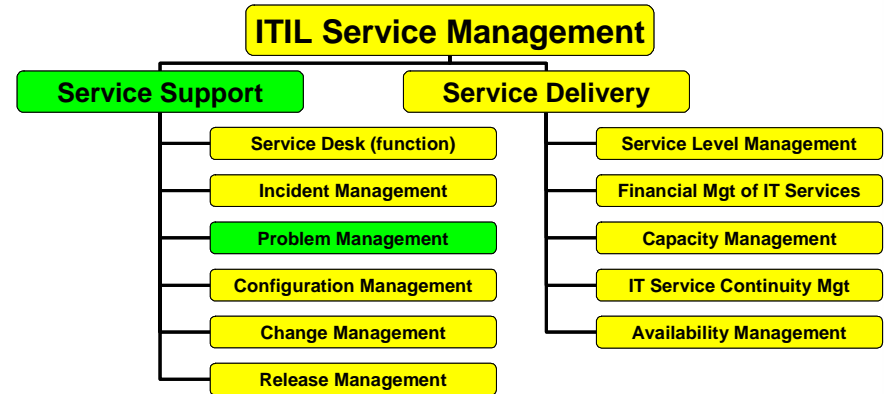 ITIL Service Management
Service Support
Service Delivery
Service Desk (function)
Incident Management
Problem Management
Configuration Management
Change Management
Release Management
Service Level Management
Financial Mgt of IT Services
Capacity Management
IT Service Continuity Mgt
Availability Management